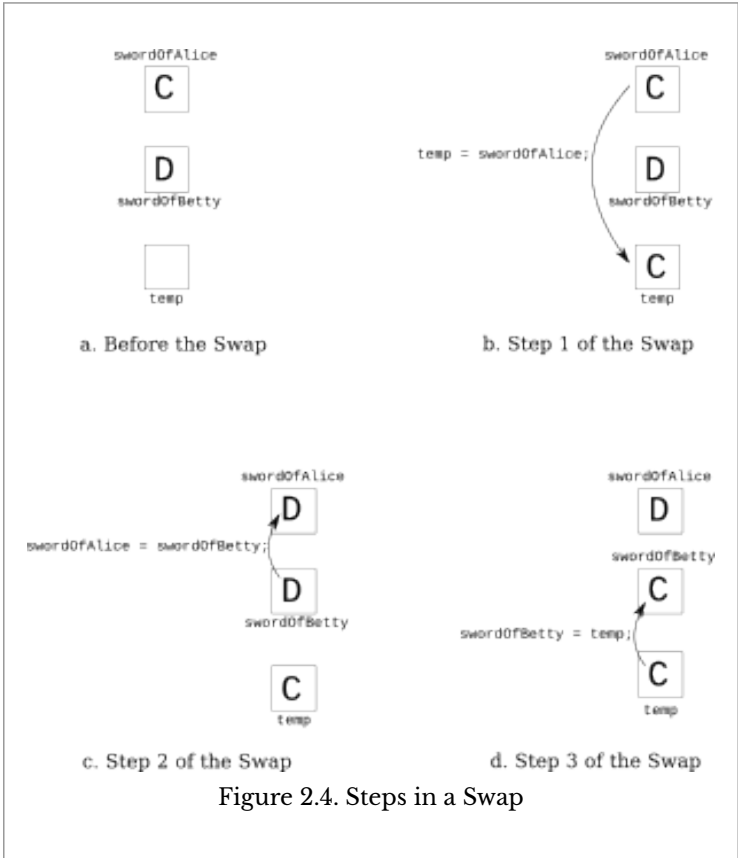 swordOfAlice
C
D
swordOfBetty
temp
a. Before the Swap
swordOfAlice
C
temp = swordOfAlice;
D
swordOfBetty
C
temp
b. Step 1 of the Swap
swordOfAlice
D
swordOfAlice = swordOfBetty;
D
swordOfBetty
C
temp
c. Step 2 of the Swap
swordOfAlice
D
swordOfBetty
C
swordOfBetty = temp;
C
temp
d. Step 3 of the Swap
Figure 2.4. Steps in a Swap